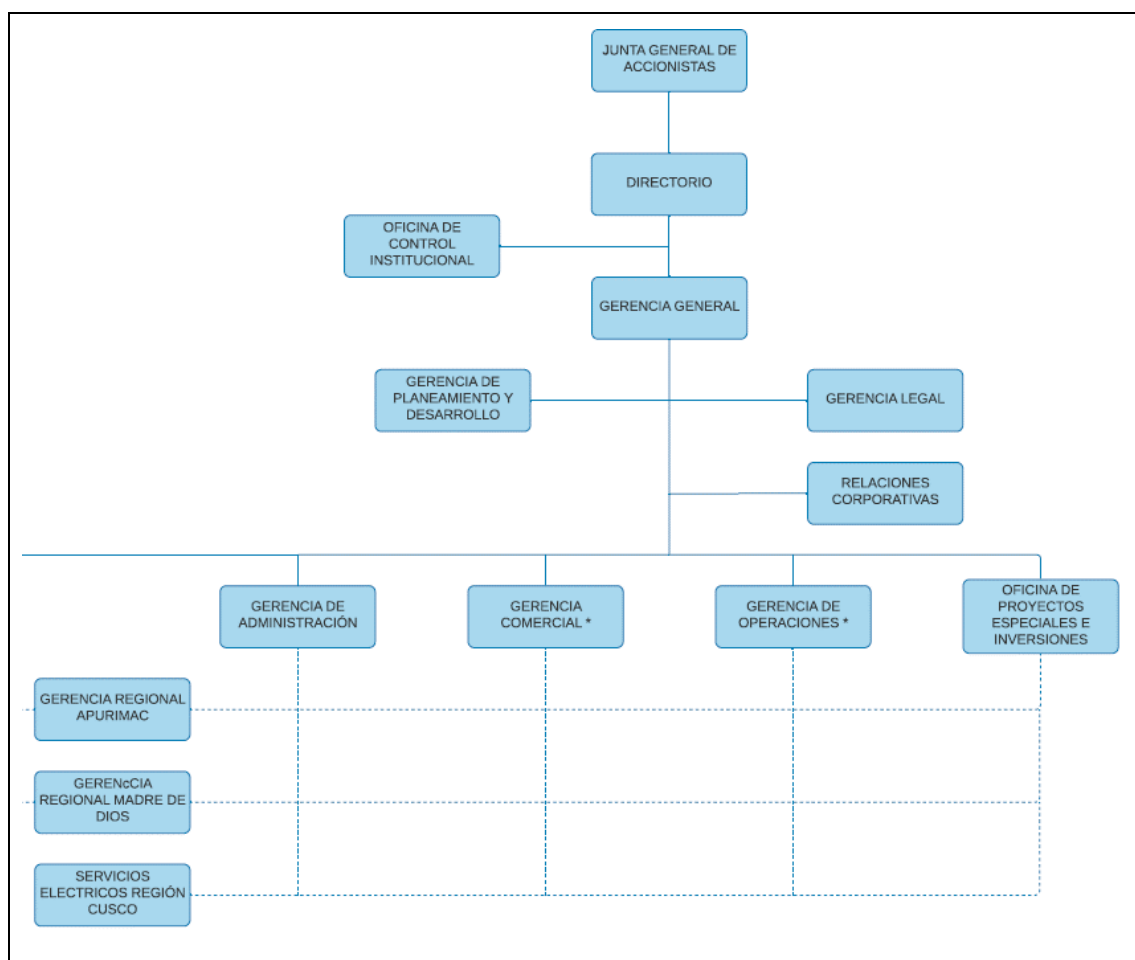 JUNTA GENERAL DE
ACCIONISTAS
DIRECTORIO
OFICINA DE
CONTROL
INSTITUCIONAL
GERENCIA GENERAL
GERENCIA DE
PLANEAMIENTO Y
DESARROLLO
GERENCIA LEGAL
RELACIONES
CORPORATIVAS
GERENCIA DE
ADMINISTRACIÓN
GERENCIA
COMERCIAL *
GERENCIA DE
OPERACIONES *
OFICINA DE
PROYECTOS
ESPECIALES E
INVERSIONES
GERENCIA REGIONAL
APURIMAC
GERENcCIA
REGIONAL MADRE DE
DIOS
SERVICIOS
ELECTRICOS REGIÓN
CUSCO